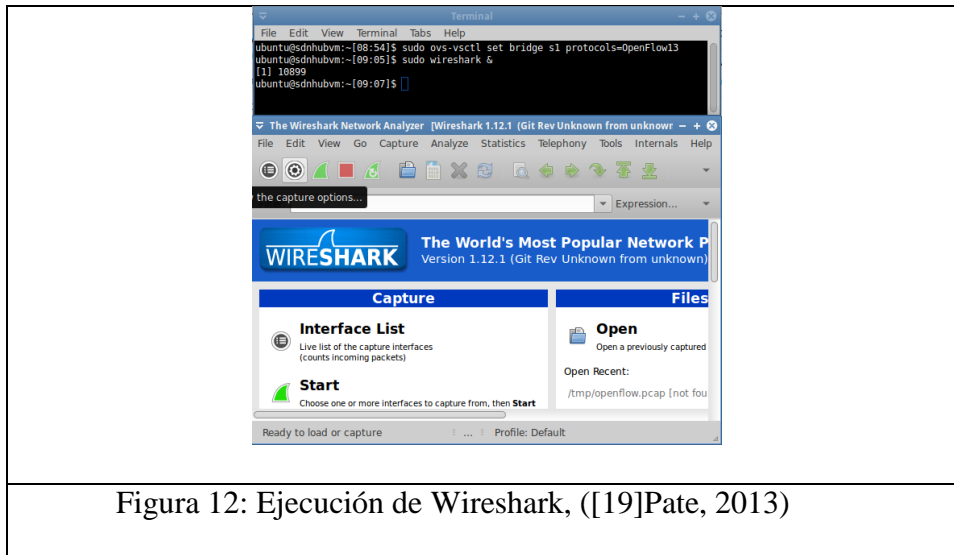 Terminal
File Edit View Terminal Tabs Help
ubuntu@sdnhubvm:~[08:54]$ sudo ovs-vsctl set bridge s1 protocols=OpenFlow13
ubuntu@sdnhubvm:~[09:05]$ sudo wireshark &
[1] 10899
ubuntu@sdnhubvm:~[09:07]$
The Wireshark Network Analyzer [Wireshark 1.12.1 (Git Rev Unknown from unknowr
File Edit View Go Capture Analyze Statistics Telephony Tools Internals Help
the capture options...
Expression...
WIRESHARK
The World's Most Popular Network P
Version 1.12.1 (Git Rev Unknown from unknown)
Capture
Files
Interface List
Live list of the capture interfaces
(counts incoming packets)
Open
Open a previously captured
Open Recent:
/tmp/openflow.pcap [not fou
Start
Choose one or more interfaces to capture from, then Start
Ready to load or capture ... Profile: Default
Figura 12: Ejecución de Wireshark, ([19]Pate, 2013)